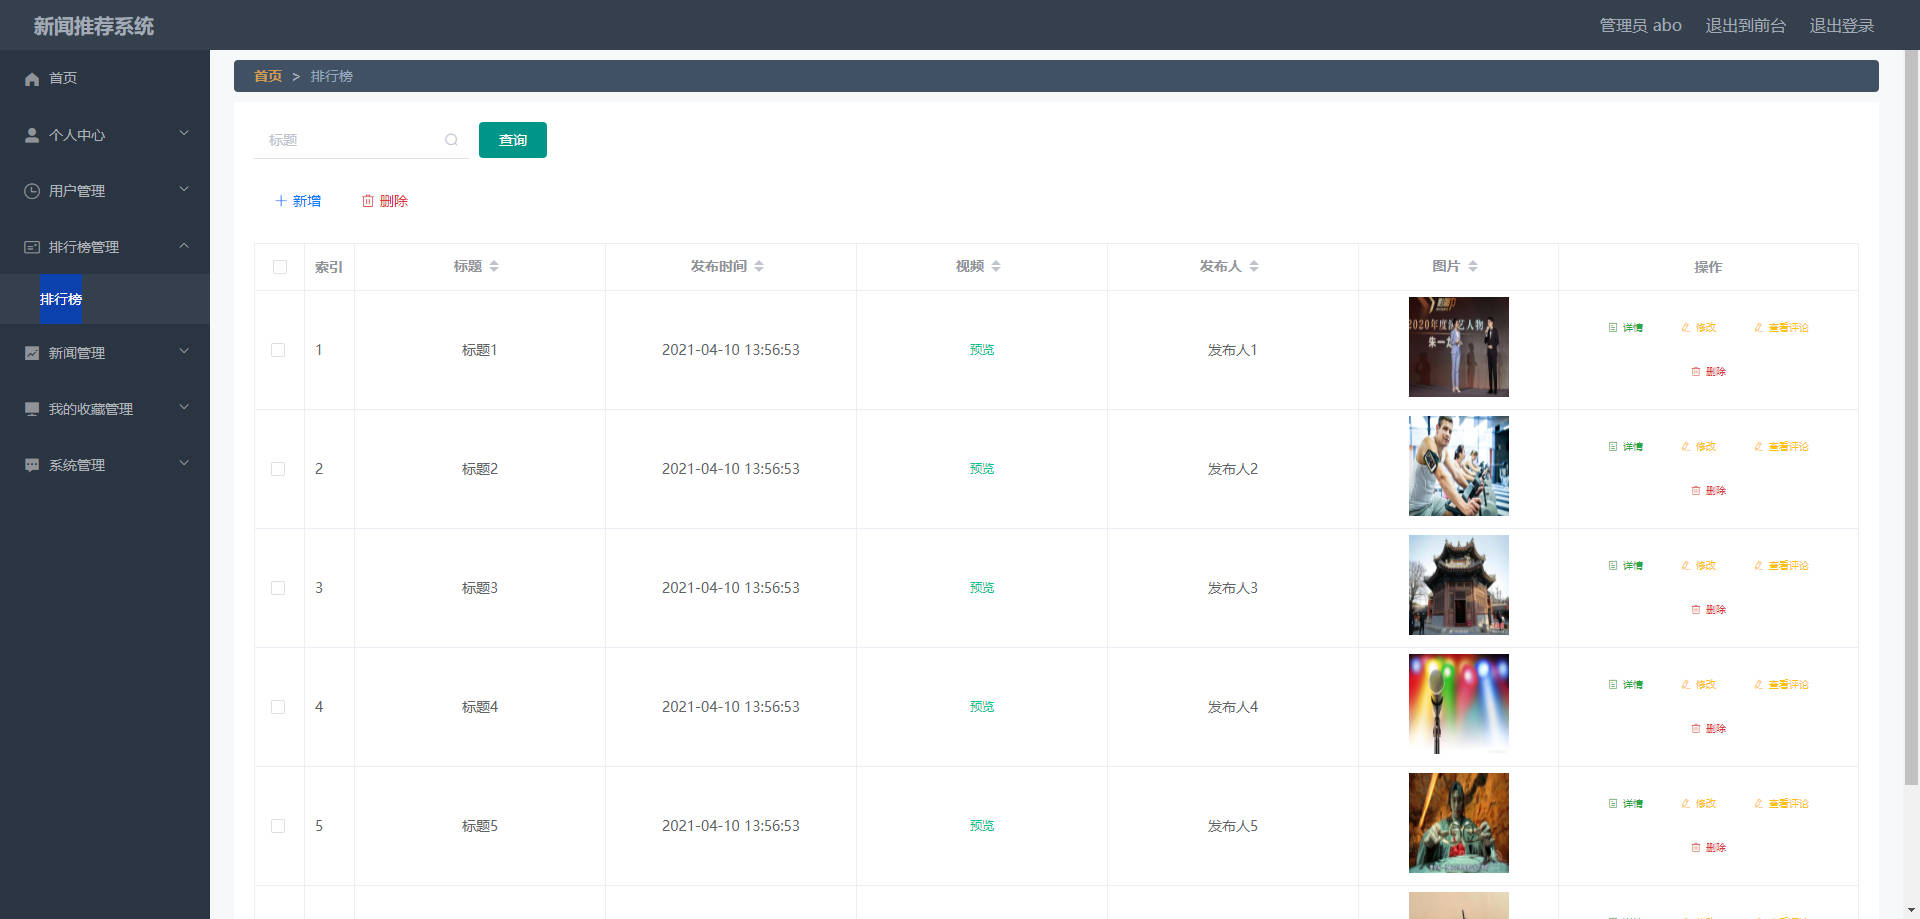 新闻推荐系统
管理员 abo 退出到前台 退出登录
首页
个人中心
用户管理
排行榜管理
排行榜
新闻管理
我的收藏管理
系统管理
首页 > 排行榜
标题 查询
新增 删除
索引 标题 发布时间 视频 发布人 图片 操作
1 标题1 2021-04-10 13:56:53 预览 发布人1 详情 修改 查看评论 删除
2020年度 艺人物
朱一
2 标题2 2021-04-10 13:56:53 预览 发布人2 详情 修改 查看评论 删除
3 标题3 2021-04-10 13:56:53 预览 发布人3 详情 修改 查看评论 删除
4 标题4 2021-04-10 13:56:53 预览 发布人4 详情 修改 查看评论 删除
5 标题5 2021-04-10 13:56:53 预览 发布人5 详情 修改 查看评论 删除